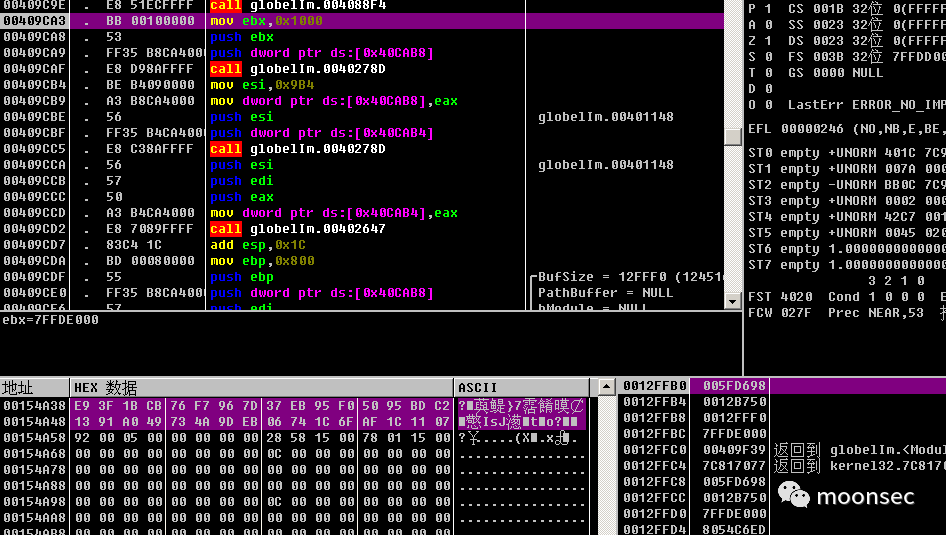 00409C9E . E8 51ECFFFF call globelIm.004088F4
00409CA3 . BB 00100000 mov ebx,0x1000
00409CA8 . 53 push ebx
00409CA9 . FF35 B8CA4000 push dword ptr ds:[0x40CAB8]
00409CAF . E8 D98AFFFF call globelIm.0040278D
00409CB4 . BE B4090000 mov esi,0x9B4
00409CB9 . A3 B8CA4000 mov dword ptr ds:[0x40CAB8],eax
00409CBE . 56 push esi globelIm.00401148
00409CBF . FF35 B4CA4000 push dword ptr ds:[0x40CAB4]
00409CC5 . E8 C38AFFFF call globelIm.0040278D
00409CCA . 56 push esi globelIm.00401148
00409CCB . 57 push edi
00409CCC . 50 push eax
00409CCD . A3 B4CA4000 mov dword ptr ds:[0x40CAB4],eax
00409CD2 . E8 7089FFFF call globelIm.00402647
00409CD7 . 83C4 1C add esp,0x1C
00409CDA . BD 00080000 mov ebp,0x800
00409CDF . 55 push ebp BufSize = 12FFF0 (12451
00409CE0 . FF35 B8CA400 push dword ptr ds:[0x40CAB8] PathBuffer = NULL
00409CE6 . 57 push edi hModule = NULL
ebx=7FFDE000
P 1 CS 001B 32位 0(FFFFF
A 0 SS 0023 32位 0(FFFFF
Z 1 DS 0023 32位 0(FFFFF
S 0 FS 003B 32位 7FFDD00
T 0 GS 0000 NULL
D 0
O 0 LastErr ERROR_NO_IMP
EFL 00000246 (NO,NB,E,BE,
ST0 empty +UNORM 401C 7C9
ST1 empty +UNORM 007A 000
ST2 empty -UNORM BB0C 7C9
ST3 empty +UNORM 0002 000
ST4 empty +UNORM 42C7 001
ST5 empty +UNORM 0045 020
ST6 empty 1.0000000000000
ST7 empty 1.0000000000000
3 2 1 0
FST 4020 Cond 1 0 0 0 E
FCW 027F Prec NEAR,53
地址 HEX 数据 ASCII
00154A38 E9 3F 1B CB 76 F7 96 7D 37 EB 95 F0 50 95 BD C2
00154A48 13 91 A0 49 73 4A 9D EB 06 74 1C 6F AF 1C 11 07
00154A58 92 00 05 00 05 00 00 00 28 58 15 00 78 01 15 00
00154A68 00 00 00 00 00 00 00 00 0C 00 00 00 00 00 00 00 ................
00154A78 00 00 00 00 00 00 00 00 00 00 00 00 00 00 00 00 ................
00154A88 00 00 00 00 00 00 00 00 00 00 00 00 00 00 00 00 ................
00154A98 00 00 00 00 00 00 00 00 0C 00 00 00 00 00 00 00 ................
00154AA8 00 00 00 00 00 00 00 00 00 00 00 00 00 00 00 00 ................
0012FFB0 005FD698
0012FFB4 0012B750
0012FFB8 0012FFF0
0012FFBC 7FFDE000
0012FFC0 00409F39 返回到 globelIm.<Modul
0012FFC4 7C817077 返回到 kernel32.7C8170
0012FFC8 005FD698
0012FFCC 0012B750
0012FFD0 7FFDE000
0012FFD4 8054C6ED
moonsec